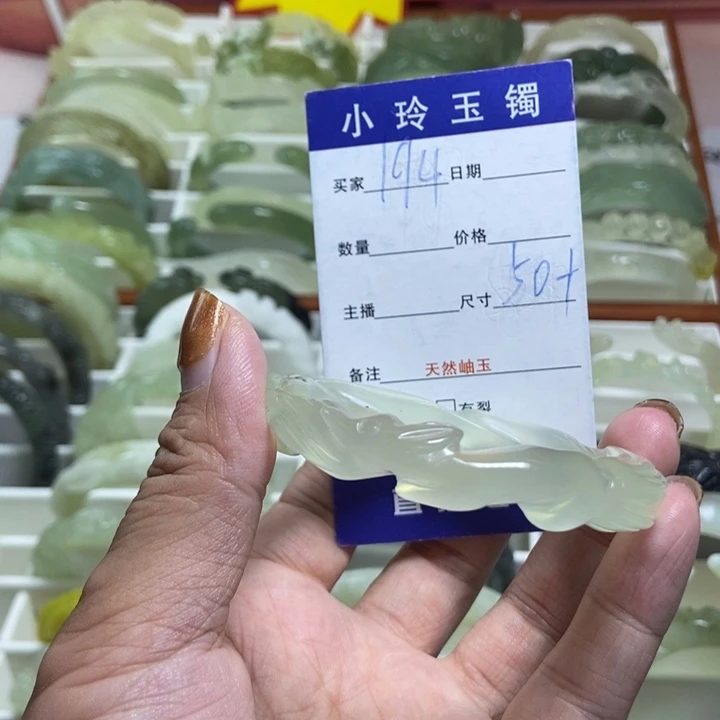 小玲玉镯
买家 194 日期
数量 价格
主播 尺寸 50+
备注 天然岫玉
有裂